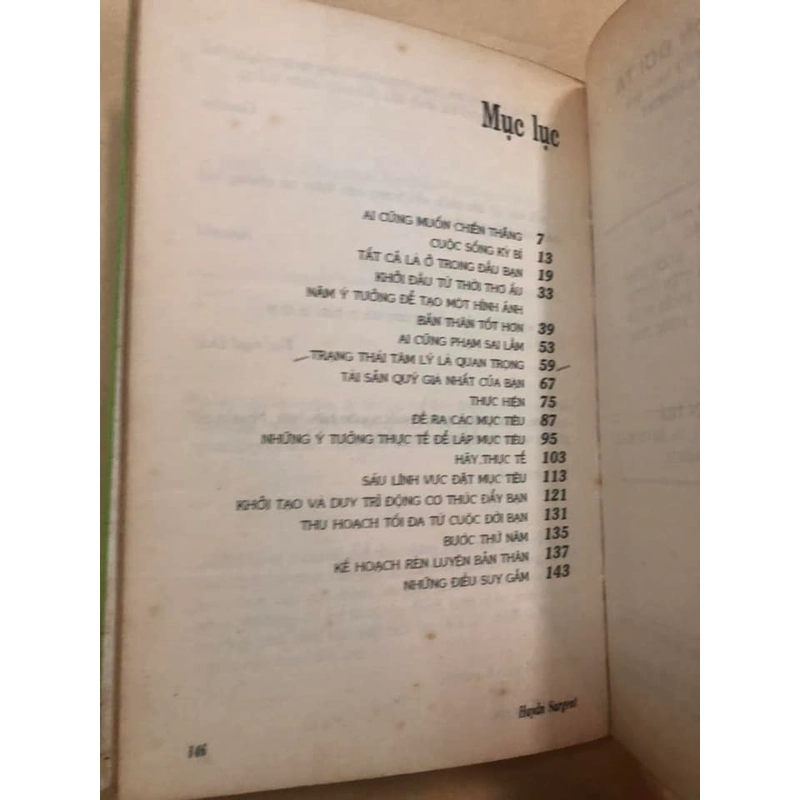 Mục lục
AI CŨNG MUỐN CHIẾN THẮNG 7
CUỘC SỐNG KỲ BÍ 13
TẤT CẢ LÀ Ở TRONG ĐẦU BẠN 19
KHỞI ĐẦU TỪ THỜI THƠ ẤU 33
NĂM Ý TƯỞNG ĐỂ TẠO MỘT HÌNH ẢNH
BẢN THÂN TỐT HƠN 39
AI CŨNG PHẠM SAI LẦM 53
TRẠNG THÁI TÂM LÝ LÀ QUAN TRỌNG 59
TÀI SẢN QUÝ GIÁ NHẤT CỦA BẠN 67
THỰC HIỆN 75
ĐỀ RA CÁC MỤC TIÊU 87
NHỮNG Ý TƯỞNG THỰC TẾ ĐỂ LẬP MỤC TIÊU 95
HÃY THỰC TẾ 103
SÁU LĨNH VỰC ĐẶT MỤC TIÊU 113
KHỞI TẠO VÀ DUY TRÌ ĐỘNG CƠ THÚC ĐẨY BẠN 121
THU HOẠCH TỐI ĐA TỪ CUỘC ĐỜI BẠN 131
BƯỚC THỨ NĂM 135
KẾ HOẠCH RÈN LUYỆN BẢN THÂN 137
NHỮNG ĐIỀU SUY GẪM 143
146
Sargent